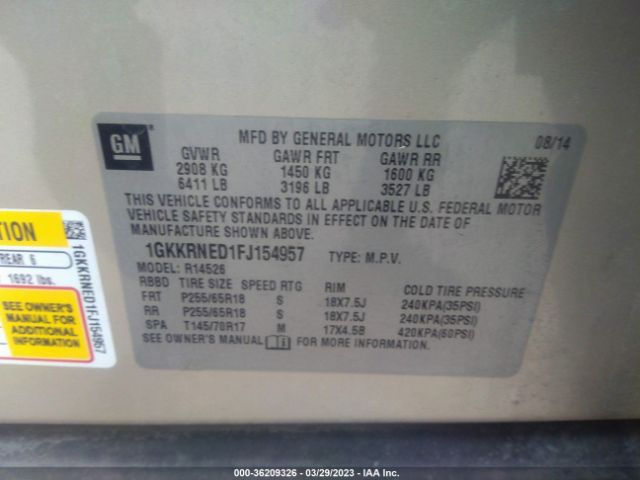 GM
MFD BY GENERAL MOTORS LLC 08/14
GVWR GAWR FRT GAWR RR
2908 KG 1450 KG 1600 KG
6411 LB 3196 LB 3527 LB
THIS VEHICLE CONFORMS TO ALL APPLICABLE U.S. FEDERAL MOTOR
VEHICLE SAFETY STANDARDS IN EFFECT ON THE DATE OF
MANUFACTURE SHOWN ABOVE.
1GKKRNED1FJ154957 TYPE: M.P.V.
MODEL: R14526
RBBD TIRE SIZE SPEED RTG RIM COLD TIRE PRESSURE
FRT P255/65R18 S 18X7.5J 240KPA(35PSI)
RR P255/65R18 S 18X7.5J 240KPA(35PSI)
SPA T145/70R17 M 17X4.5B 420KPA(60PSI)
SEE OWNER'S MANUAL FOR MORE INFORMATION.
TION
REAR 6
1692 lbs.
SEE OWNER'S
MANUAL FOR
ADDITIONAL
INFORMATION
1GKKRNED1FJ154957
000-36209326 - 03/29/2023 - IAA Inc.